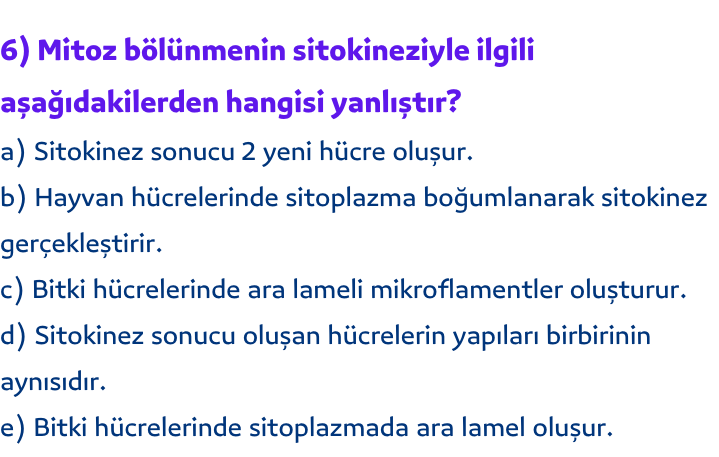 6) Mitoz bölünmenin sitokineziyle ilgili
aşağıdakilerden hangisi yanlıştır?
a) Sitokinez sonucu 2 yeni hücre oluşur.
b) Hayvan hücrelerinde sitoplazma boğumlanarak sitokinez
gerçekleştirir.
c) Bitki hücrelerinde ara lameli mikroflamentler oluşturur.
d) Sitokinez sonucu oluşan hücrelerin yapıları birbirinin
aynısıdır.
e) Bitki hücrelerinde sitoplazmada ara lamel oluşur.